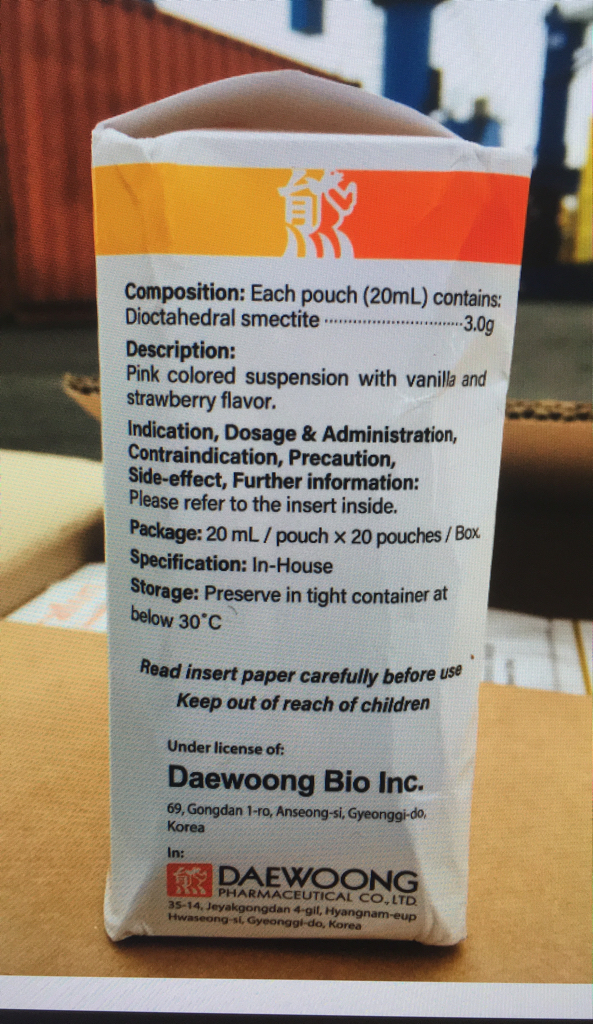 Composition: Each pouch (20mL) contains:
Dioctahedral smectite ································3.0g
Description:
Pink colored suspension with vanilla and
strawberry flavor.
Indication, Dosage & Administration,
Contraindication, Precaution,
Side-effect, Further information:
Please refer to the insert inside.
Package: 20 mL / pouch × 20 pouches / Box.
Specification: In-House
Storage: Preserve in tight container at
below 30˚C
Read insert paper carefully before use
Keep out of reach of children
Under license of:
Daewoong Bio Inc.
69, Gongdan 1-ro, Anseong-si, Gyeonggi-do,
Korea
In:
DAEWOONG
PHARMACEUTICAL CO., LTD.
35-14, Jeyakgongdan 4-gil, Hyangnam-eup
Hwaseong-si, Gyeonggi-do, Korea